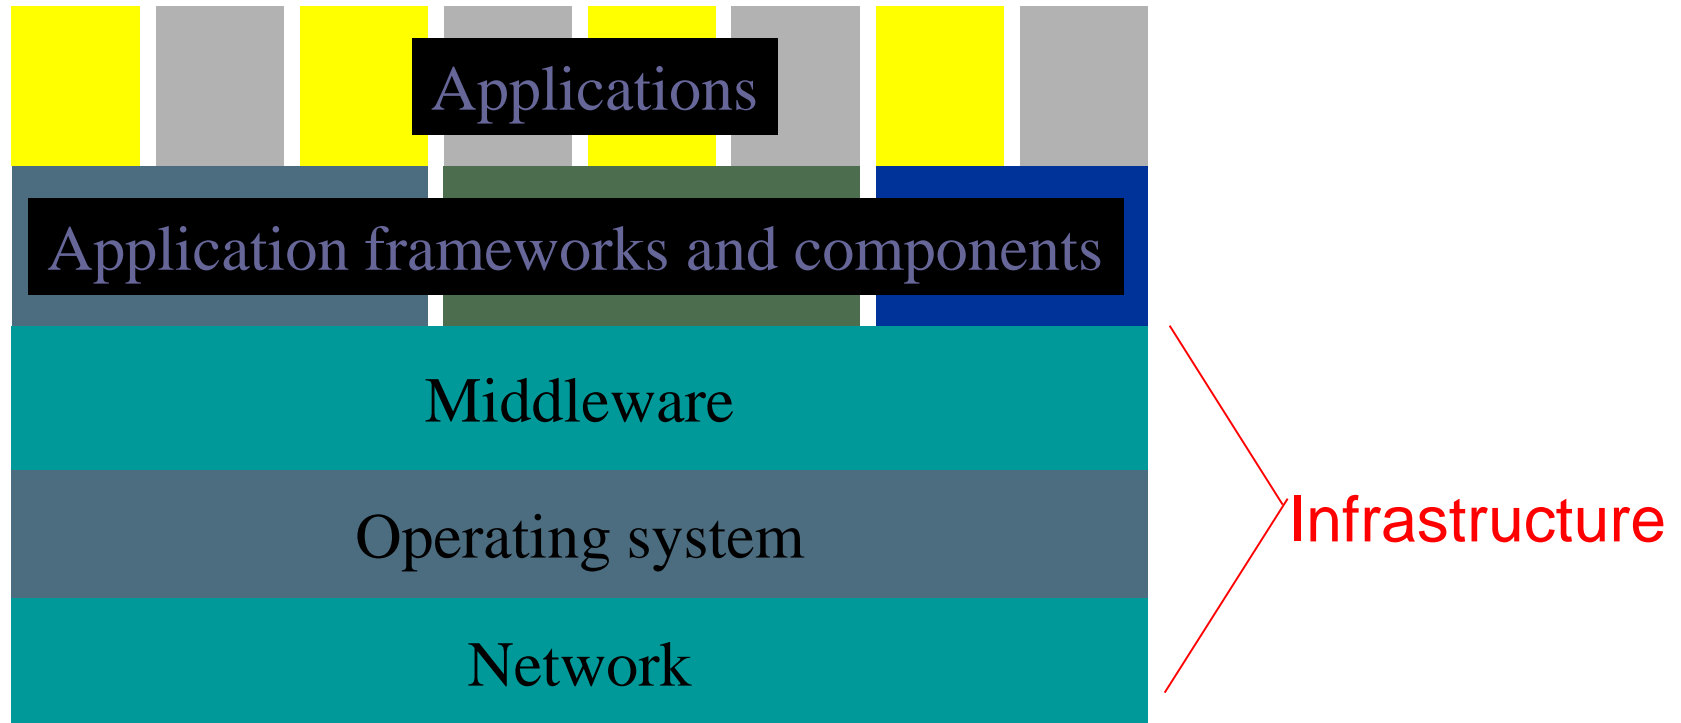 Applications
Application frameworks and components
Middleware
Operating system
Infrastructure
Network